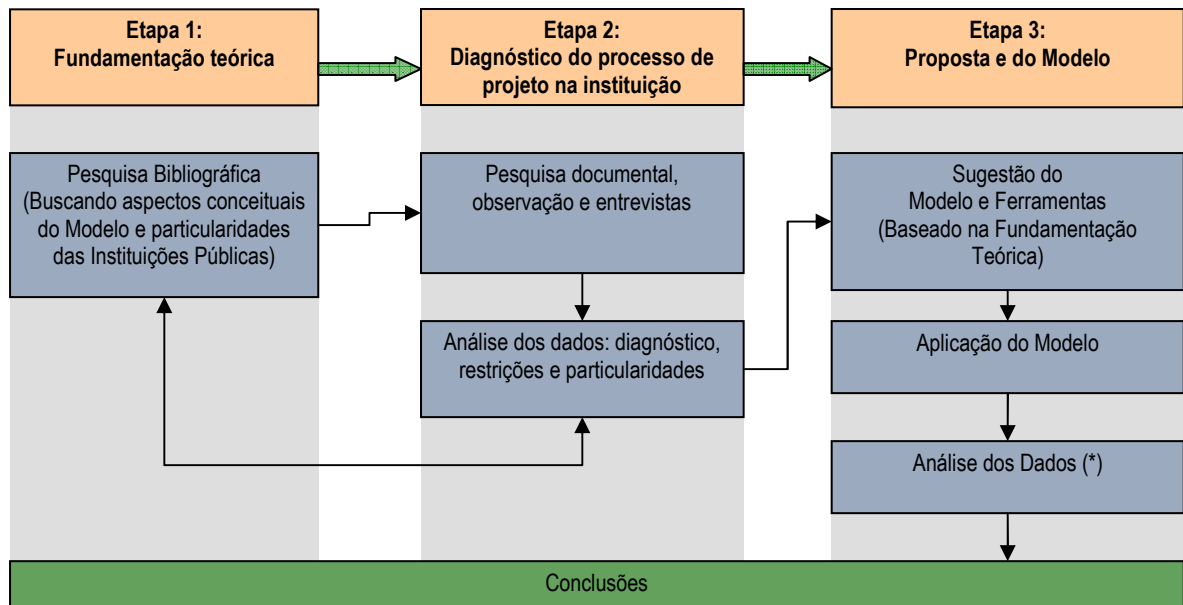 Etapa 1:
Fundamentação teórica
Etapa 2:
Diagnóstico do processo de
projeto na instituição
Etapa 3:
Proposta e do Modelo
Pesquisa Bibliográfica
(Buscando aspectos conceituais
do Modelo e particularidades
das Instituições Públicas)
Pesquisa documental,
observação e entrevistas
Análise dos dados: diagnóstico,
restrições e particularidades
Sugestão do
Modelo e Ferramentas
(Baseado na Fundamentação
Teórica)
Aplicação do Modelo
Análise dos Dados (*)
Conclusões